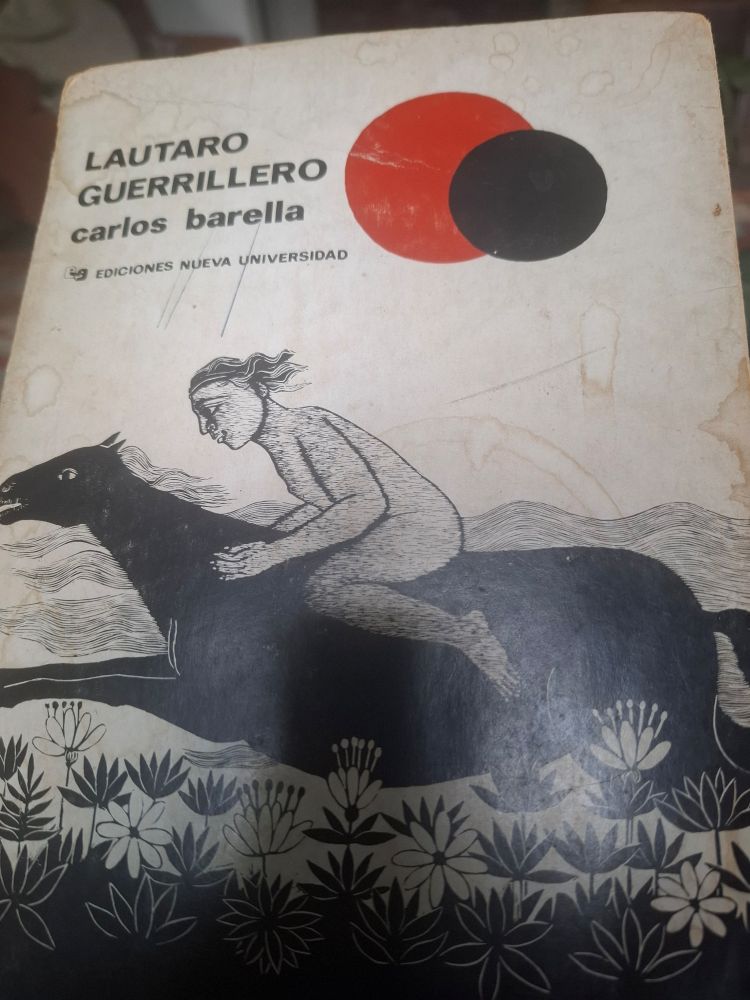 LAUTARO
GUERRILLERO
carlos barella
EDICIONES NUEVA UNIVERSIDAD